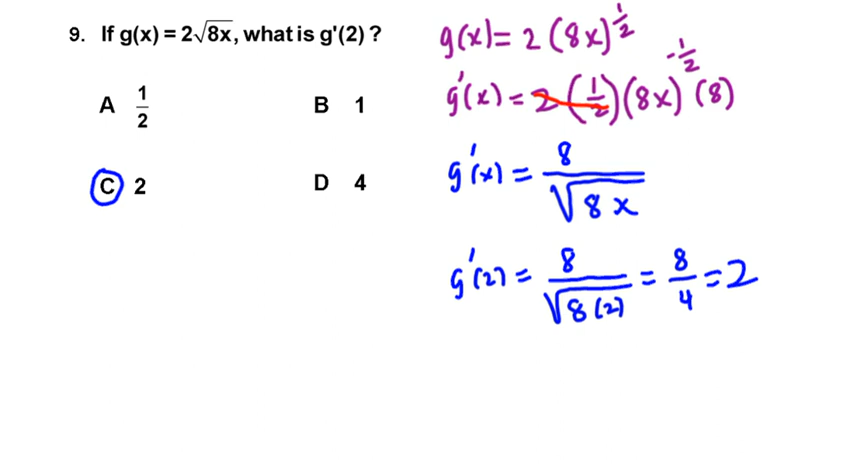 9. If g(x) = 2√8x, what is g'(2) ?
A 1/2
B 1
C 2
D 4
g(x) = 2 (8x)^1/2
g'(x) = 2 (1/2) (8x)^-1/2 (8)
g'(x) = 8/√8x
g'(2) = 8/√8(2) = 8/4 = 2